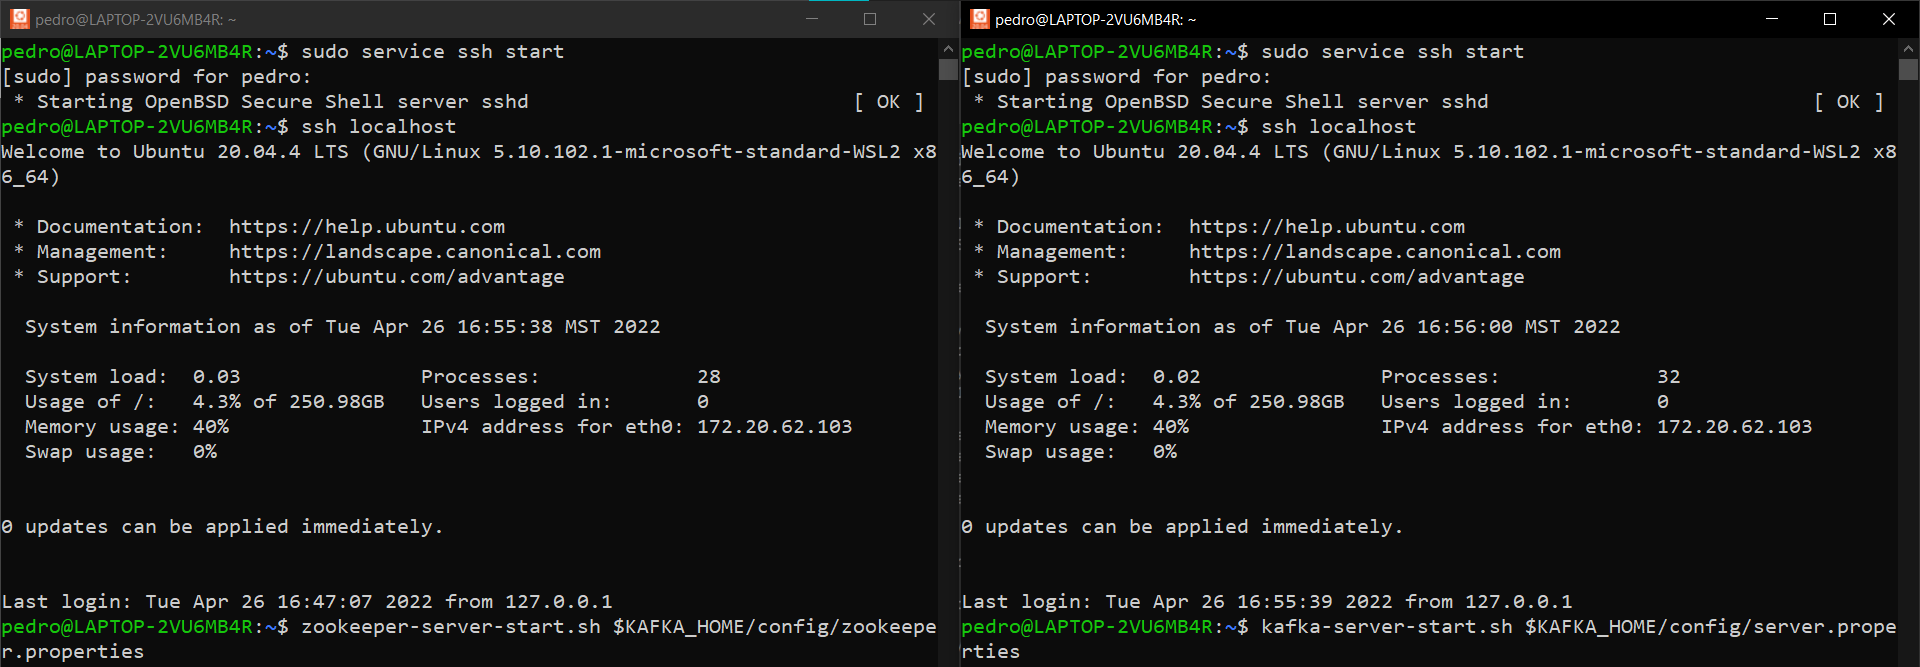 pedro@LAPTOP-2VU6MB4R: ~
pedro@LAPTOP-2VU6MB4R:~$ sudo service ssh start
[sudo] password for pedro:
 * Starting OpenBSD Secure Shell server sshd [ OK ]
pedro@LAPTOP-2VU6MB4R:~$ ssh localhost
Welcome to Ubuntu 20.04.4 LTS (GNU/Linux 5.10.102.1-microsoft-standard-WSL2 x8
6_64)
 * Documentation:  https://help.ubuntu.com
 * Management:     https://landscape.canonical.com
 * Support:        https://ubuntu.com/advantage
System information as of Tue Apr 26 16:55:38 MST 2022
System load:  0.03 Processes: 28
Usage of /:   4.3% of 250.98GB Users logged in: 0
Memory usage: 40% IPv4 address for eth0: 172.20.62.103
Swap usage:   0%
0 updates can be applied immediately.
Last login: Tue Apr 26 16:47:07 2022 from 127.0.0.1
pedro@LAPTOP-2VU6MB4R:~$ zookeeper-server-start.sh $KAFKA_HOME/config/zookeepe
r.properties
pedro@LAPTOP-2VU6MB4R: ~
pedro@LAPTOP-2VU6MB4R:~$ sudo service ssh start
[sudo] password for pedro:
 * Starting OpenBSD Secure Shell server sshd [ OK ]
pedro@LAPTOP-2VU6MB4R:~$ ssh localhost
Welcome to Ubuntu 20.04.4 LTS (GNU/Linux 5.10.102.1-microsoft-standard-WSL2 x8
6_64)
 * Documentation:  https://help.ubuntu.com
 * Management:     https://landscape.canonical.com
 * Support:        https://ubuntu.com/advantage
System information as of Tue Apr 26 16:56:00 MST 2022
System load:  0.02 Processes: 32
Usage of /:   4.3% of 250.98GB Users logged in: 0
Memory usage: 40% IPv4 address for eth0: 172.20.62.103
Swap usage:   0%
0 updates can be applied immediately.
Last login: Tue Apr 26 16:55:39 2022 from 127.0.0.1
pedro@LAPTOP-2VU6MB4R:~$ kafka-server-start.sh $KAFKA_HOME/config/server.prope
rties